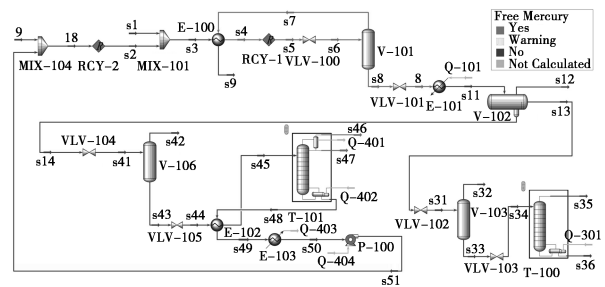 Free Mercury
Yes
Warning
No
Not Calculated
9
18
MIX-104
RCY-2
s1
s2
MIX-101
s3
E-100
s7
s4
RCY-1
s5
VLV-100
s6
V-101
s9
s8
VLV-101
8
Q-101
E-101
s11
s12
V-102
s13
s14
VLV-104
s41
s42
V-106
s43
VLV-105
s44
E-102
s45
s46
Q-401
s47
Q-402
s48
T-101
s49
Q-403
E-103
s50
Q-404
P-100
s51
VLV-102
s31
s32
V-103
s33
VLV-103
s34
s35
Q-301
s36
T-100